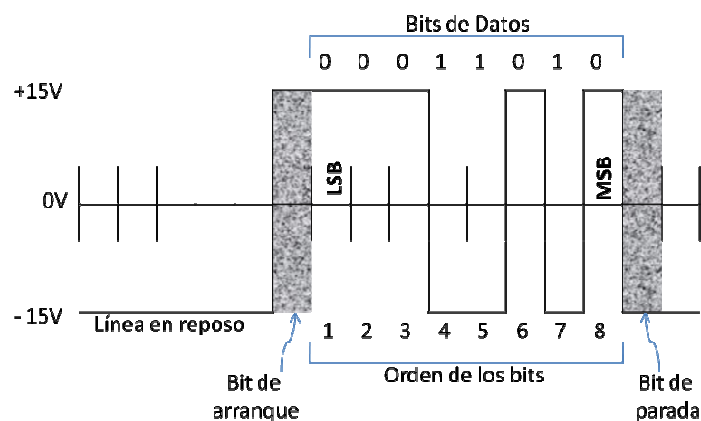 Bits de Datos
0 0 0 1 1 0 1 0
+15V
LSB
MSB
0V
-15V
Línea en reposo
1 2 3 4 5 6 7 8
Orden de los bits
Bit de
arranque
Bit de
parada